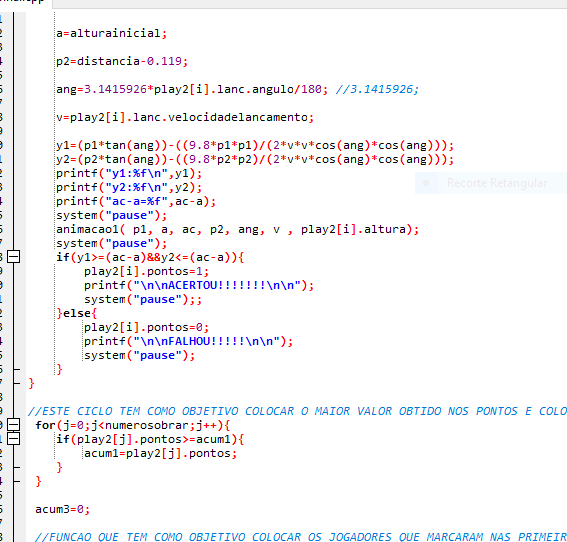 a=alturainicial;
p2=distancia-0.119;
ang=3.1415926*play2[i].lanc.angulo/180; //3.1415926;
v=play2[i].lanc.velocidadelancamento;
y1=(p1*tan(ang))-((9.8*p1*p1)/(2*v*v*cos(ang)*cos(ang)));
y2=(p2*tan(ang))-((9.8*p2*p2)/(2*v*v*cos(ang)*cos(ang)));
printf("y1:%f\n",y1);
printf("y2:%f\n",y2);
Recorte Retangular
printf("ac-a=%f",ac-a);
system("pause");
animacao1( p1, a, ac, p2, ang, v , play2[i].altura);
system("pause");
if(y1>=(ac-a)&&y2<=(ac-a)){
play2[i].pontos=1;
printf("\n\nACERTOU!!!!!!!\n\n");
system("pause");;
}else{
play2[i].pontos=0;
printf("\n\nFALHOU!!!!!\n\n");
system("pause");
}
}
//ESTE CICLO TEM COMO OBJETIVO COLOCAR O MAIOR VALOR OBTIDO NOS PONTOS E COLO
for(j=0;j<numerosobrar;j++){
if(play2[j].pontos>=acum1){
acum1=play2[j].pontos;
}
}
acum3=0;
//FUNCAO QUE TEM COMO OBJETIVO COLOCAR OS JOGADORES QUE MARCARAM NAS PRIMEIR